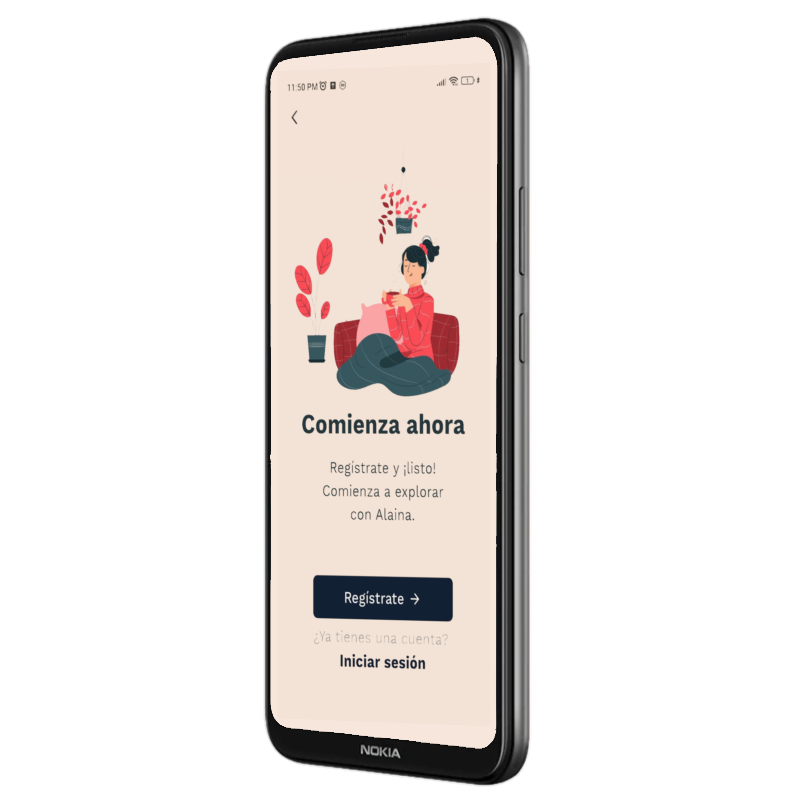 11:50 PM
Comienza ahora
Regístrate y ¡listo!
Comienza a explorar
con Alaina.
Regístrate →
¿Ya tienes una cuenta?
Iniciar sesión
NOKIA